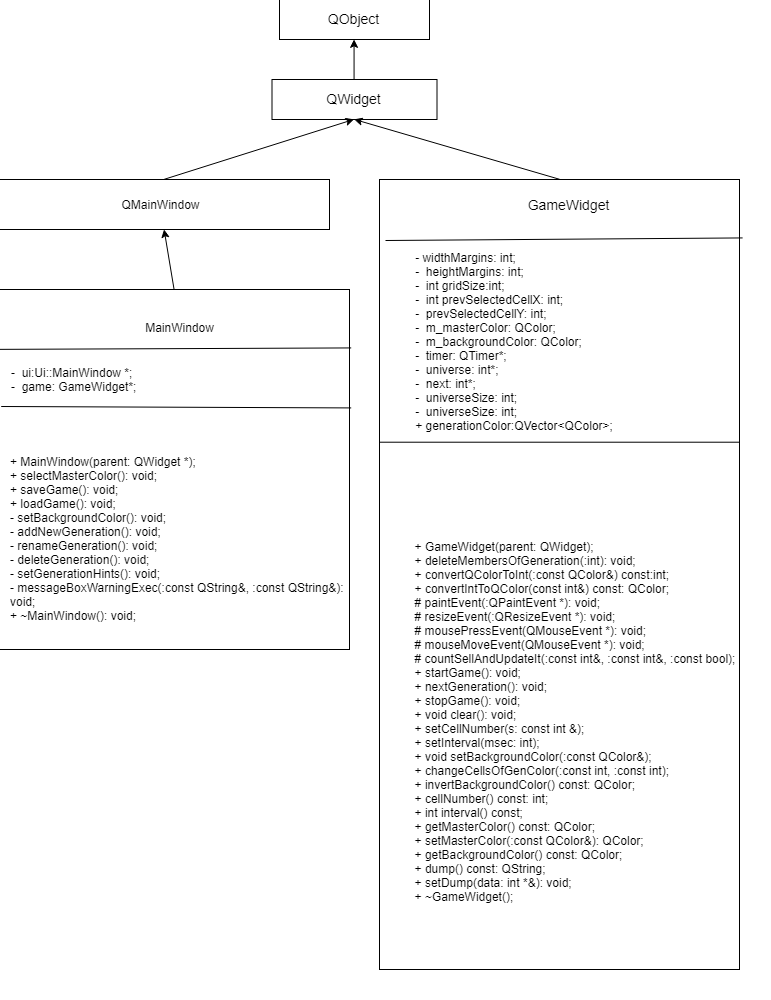 QObject
QWidget
QMainWindow
MainWindow
- ui:Ui::MainWindow *;
- game: GameWidget*;
+ MainWindow(parent: QWidget *);
+ selectMasterColor(): void;
+ saveGame(): void;
+ loadGame(): void;
- setBackgroundColor(): void;
- addNewGeneration(): void;
- renameGeneration(): void;
- deleteGeneration(): void;
- setGenerationHints(): void;
- messageBoxWarningExec(:const QString&, :const QString&):
void;
+ ~MainWindow(): void;
GameWidget
- widthMargins: int;
- heightMargins: int;
- int gridSize:int;
- int prevSelectedCellX: int;
- prevSelectedCellY: int;
- m_masterColor: QColor;
- m_backgroundColor: QColor;
- timer: QTimer*;
- universe: int*;
- next: int*;
- universeSize: int;
- universeSize: int;
+ generationColor:QVector<QColor>;
+ GameWidget(parent: QWidget);
+ deleteMembersOfGeneration(:int): void;
+ convertQColorToInt(:const QColor&) const:int;
+ convertIntToQColor(const int&) const: QColor;
# paintEvent(:QPaintEvent *): void;
# resizeEvent(:QResizeEvent *): void;
# mousePressEvent(QMouseEvent *): void;
# mouseMoveEvent(QMouseEvent *): void;
# countSellAndUpdateIt(:const int&, :const int&, :const bool);
+ startGame(): void;
+ nextGeneration(): void;
+ stopGame(): void;
+ void clear(): void;
+ setCellNumber(s: const int &);
+ setInterval(msec: int);
+ void setBackgroundColor(:const QColor&);
+ changeCellsOfGenColor(:const int, :const int);
+ invertBackgroundColor() const: QColor;
+ cellNumber() const: int;
+ int interval() const;
+ getMasterColor() const: QColor;
+ setMasterColor(:const QColor&): QColor;
+ getBackgroundColor() const: QColor;
+ dump() const: QString;
+ setDump(data: int *&): void;
+ ~GameWidget();